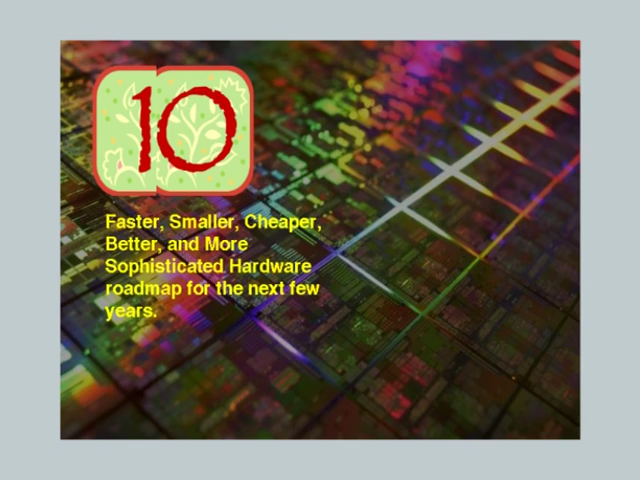 10
Faster, Smaller, Cheaper,
Better, and More
Sophisticated Hardware
roadmap for the next few
years.